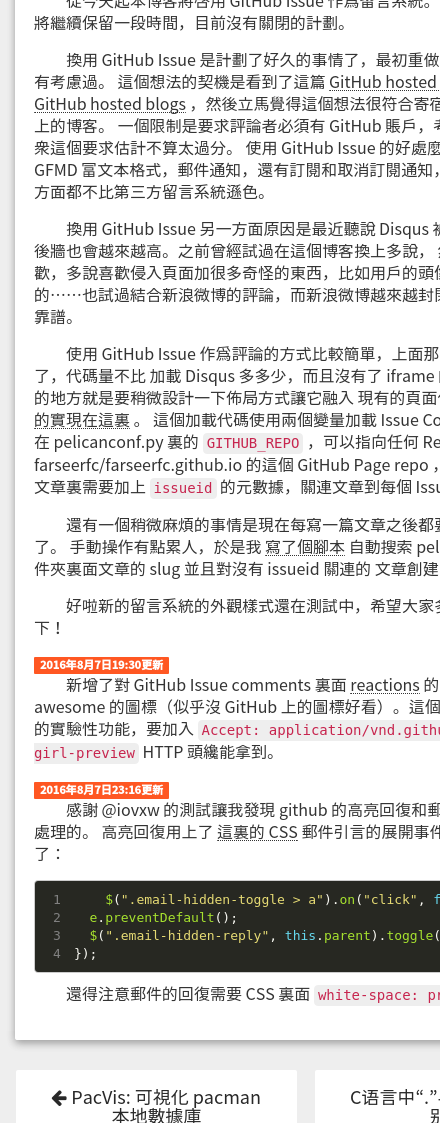 從今天起本博客將啓用 GitHub Issue 作爲留言系統。
將繼續保留一段時間，目前沒有關閉的計劃。
換用 GitHub Issue 是計劃了好久的事情了，最初重做
有考慮過。 這個想法的契機是看到了這篇 GitHub hosted
GitHub hosted blogs ，然後立馬覺得這個想法很符合寄宿
上的博客。 一個限制是要求評論者必須有 GitHub 賬戶，考
衆這個要求估計不算太過分。 使用 GitHub Issue 的好處麼
GFMD 富文本格式，郵件通知，還有訂閱和取消訂閱通知，
方面都不比第三方留言系統遜色。
換用 GitHub Issue 另一方面原因是最近聽說 Disqus 被
後牆也會越來越高。之前曾經試過在這個博客換上多說，
歡，多說喜歡侵入頁面加很多奇怪的東西，比如用戶的頭像
的⋯⋯也試過結合新浪微博的評論，而新浪微博越來越封閉
靠譜。
使用 GitHub Issue 作爲評論的方式比較簡單，上面那
了，代碼量不比 加載 Disqus 多多少，而且沒有了 iframe
的地方就是要稍微設計一下佈局方式讓它融入 現有的頁面
的實現在這裏 。 這個加載代碼使用兩個變量加載 Issue Co
在 pelicanconf.py 裏的 GITHUB_REPO ，可以指向任何 Re
farseerfc/farseerfc.github.io 的這個 GitHub Page repo ，
文章裏需要加上 issueid 的元數據，關連文章到每個 Issu
還有一個稍微麻煩的事情是現在每寫一篇文章之後都要
了。 手動操作有點累人，於是我 寫了個腳本 自動搜索 pel
件夾裏面文章的 slug 並且對沒有 issueid 關連的 文章創建
好啦新的留言系統的外觀樣式還在測試中，希望大家多
下！
2016年8月7日19:30更新
新增了對 GitHub Issue comments 裏面 reactions 的
awesome 的圖標（似乎沒 GitHub 上的圖標好看）。這個
的實驗性功能，要加入 Accept: application/vnd.githu
girl-preview HTTP 頭纔能拿到。
2016年8月7日23:16更新
感謝 @iovxw 的測試讓我發現 github 的高亮回復和郵
處理的。 高亮回復用上了 這裏的 CSS 郵件引言的展開事件
了：
1 $(".email-hidden-toggle > a").on("click", f
2 e.preventDefault();
3 $(".email-hidden-reply", this.parent).toggle(
4 });
還得注意郵件的回復需要 CSS 裏面 white-space: pr
PacVis: 可視化 pacman
本地數據庫
C语言中“.”
别